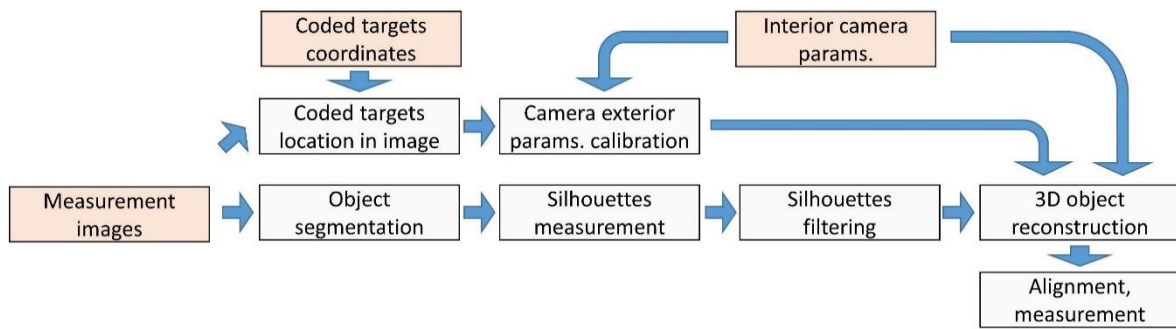 Coded targets
coordinates
Interior camera
params.
Coded targets
location in image
Camera exterior
params. calibration
Measurement
images
Object
segmentation
Silhouettes
measurement
Silhouettes
filtering
3D object
reconstruction
Alignment,
measurement